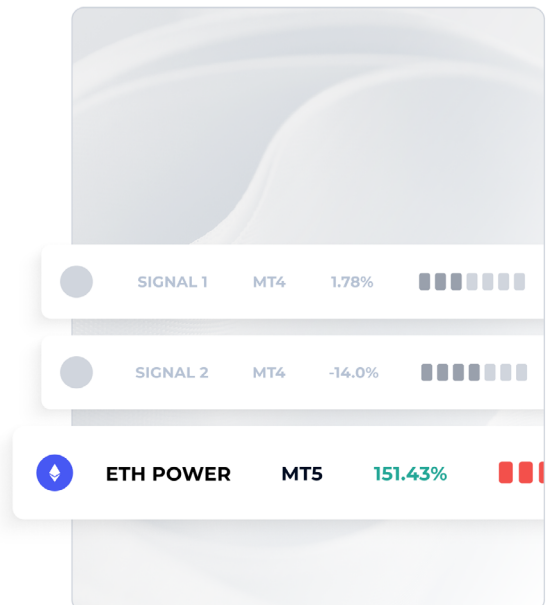 SIGNAL 1 MT4 1.78%
SIGNAL 2 MT4 -14.0%
ETH POWER MT5 151.43%